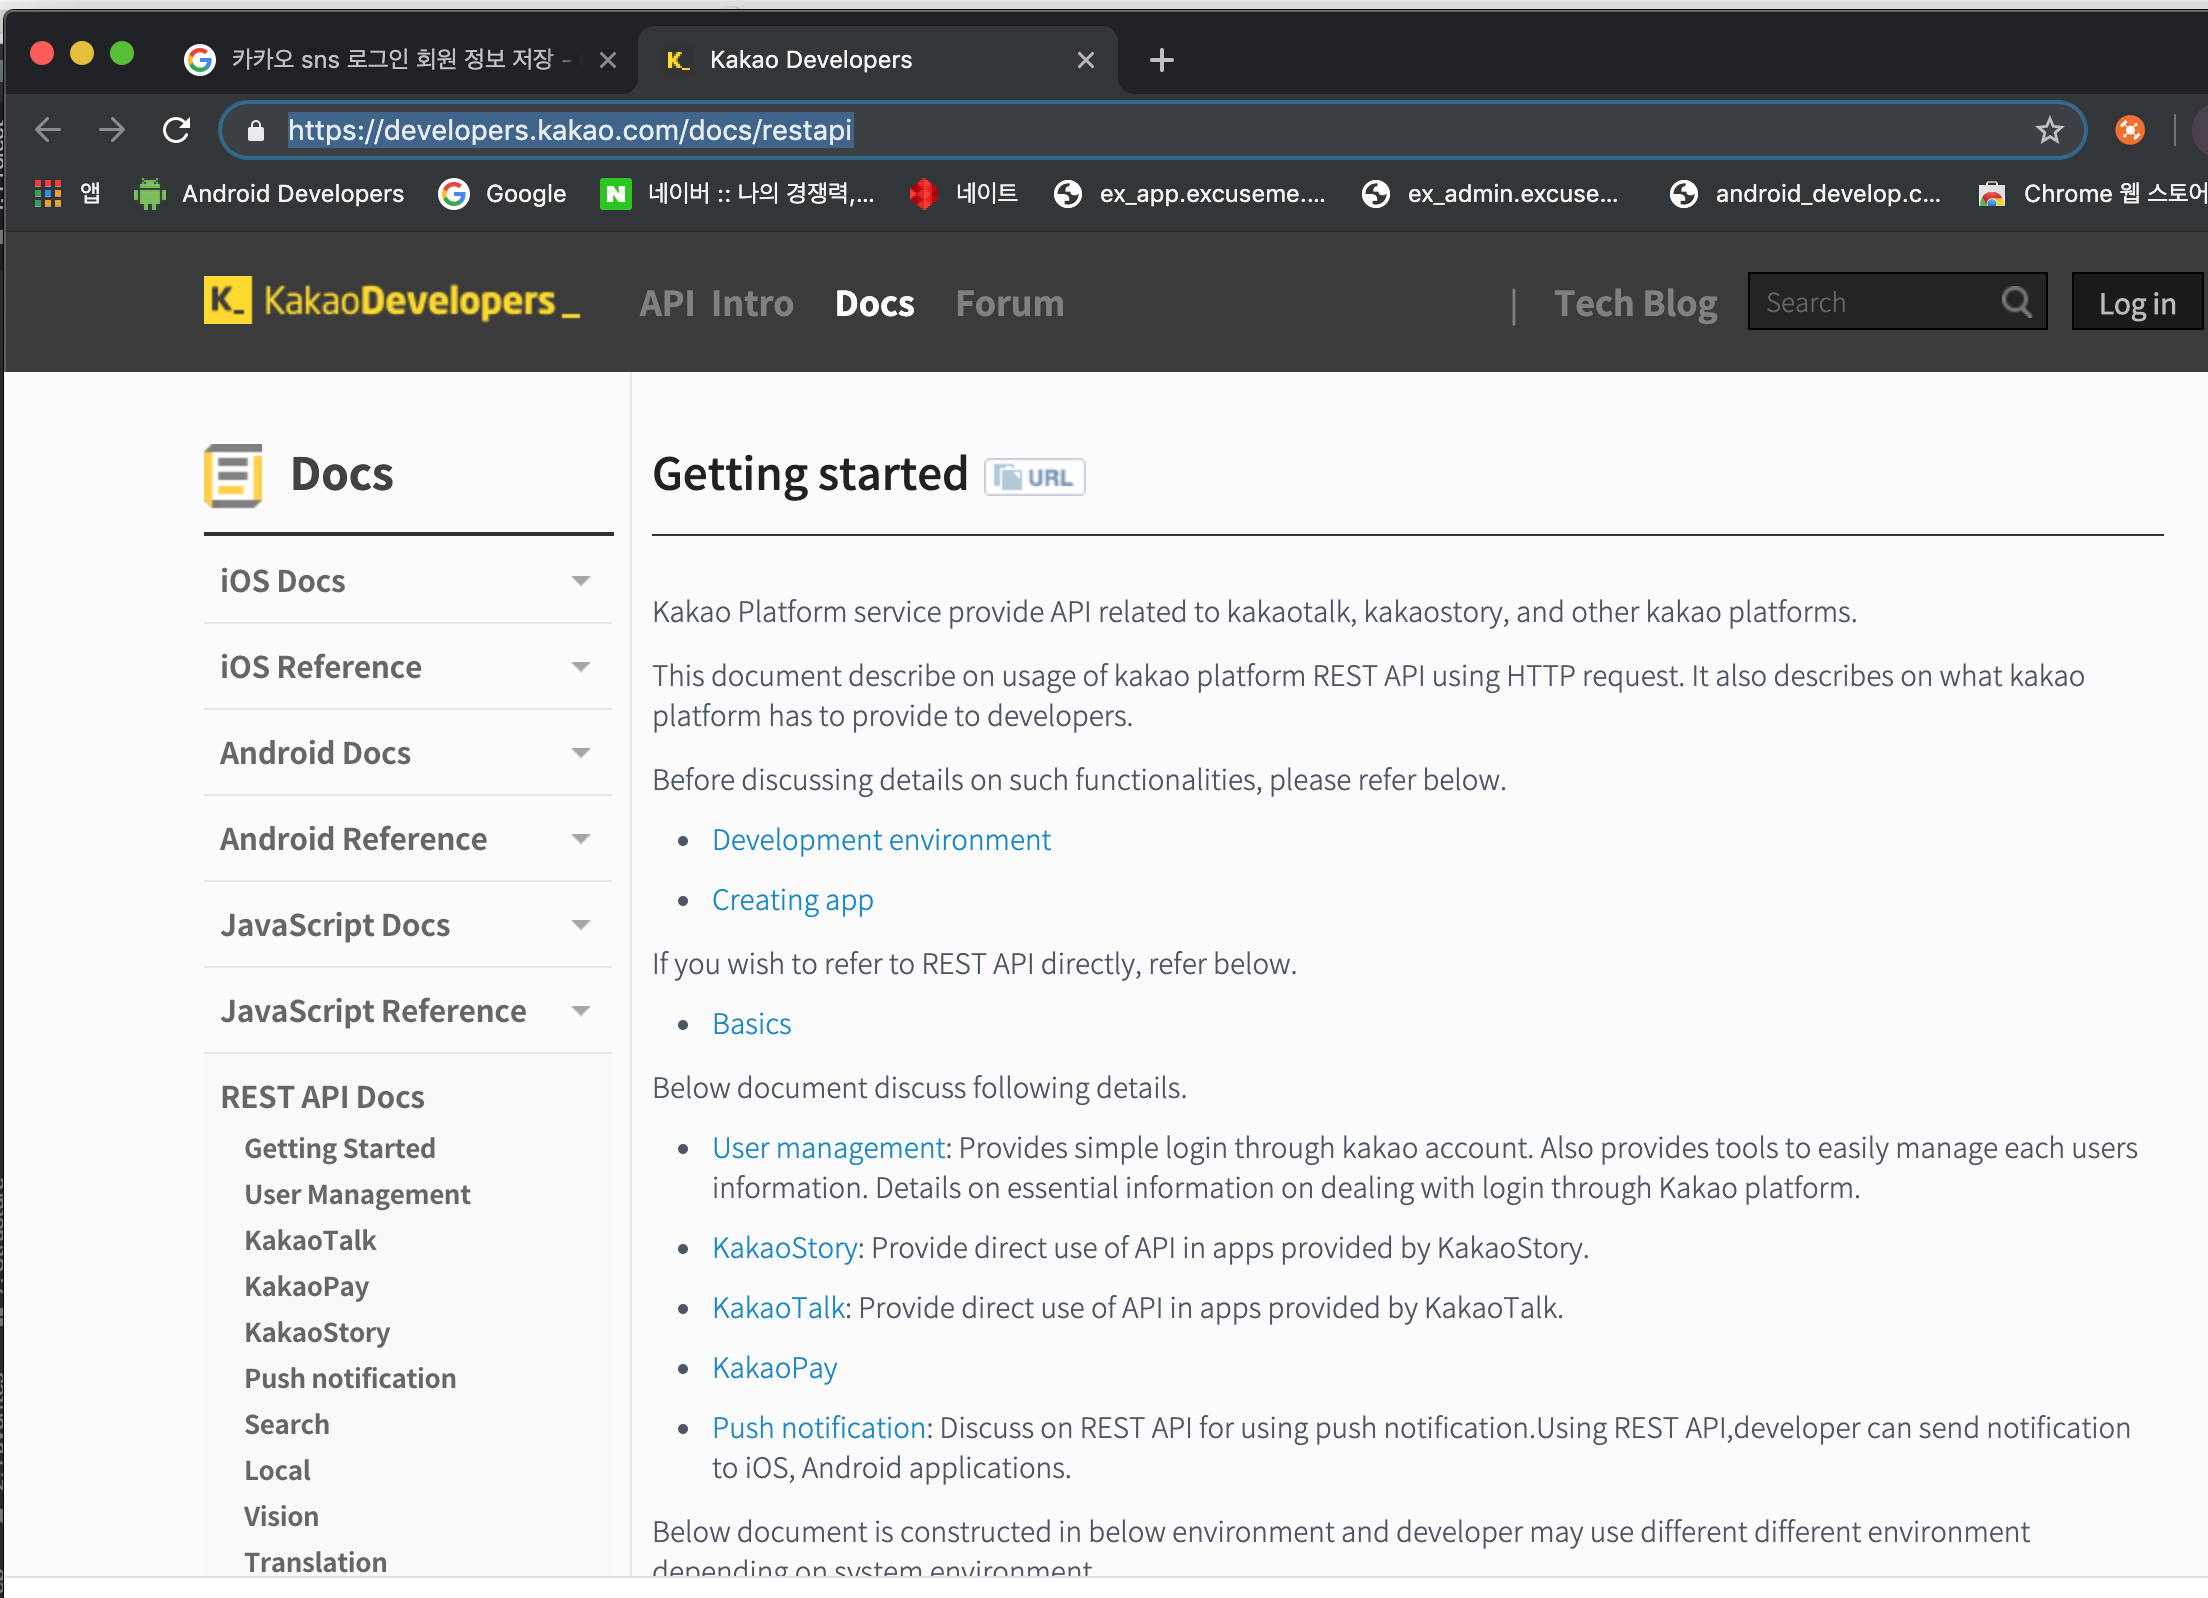 카카오 sns 로그인 회원 정보 저장 -
Kakao Developers
https://developers.kakao.com/docs/restapi
앱
Android Developers
Google
네이버 :: 나의 경쟁력,...
네이트
ex_app.excuseme....
ex_admin.excuse...
android_develop.c...
Chrome 웹 스토어
K_ KakaoDevelopers_
API Intro
Docs
Forum
| Tech Blog
Search
Log in
Docs
iOS Docs
iOS Reference
Android Docs
Android Reference
JavaScript Docs
JavaScript Reference
REST API Docs
Getting Started
User Management
KakaoTalk
KakaoPay
KakaoStory
Push notification
Search
Local
Vision
Translation
Getting started URL
Kakao Platform service provide API related to kakaotalk, kakaostory, and other kakao platforms.
This document describe on usage of kakao platform REST API using HTTP request. It also describes on what kakao
platform has to provide to developers.
Before discussing details on such functionalities, please refer below.
• Development environment
• Creating app
If you wish to refer to REST API directly, refer below.
• Basics
Below document discuss following details.
• User management: Provides simple login through kakao account. Also provides tools to easily manage each users
information. Details on essential information on dealing with login through Kakao platform.
• KakaoStory: Provide direct use of API in apps provided by KakaoStory.
• KakaoTalk: Provide direct use of API in apps provided by KakaoTalk.
• KakaoPay
• Push notification: Discuss on REST API for using push notification.Using REST API,developer can send notification
to iOS, Android applications.
Below document is constructed in below environment and developer may use different different environment
depending on system environment